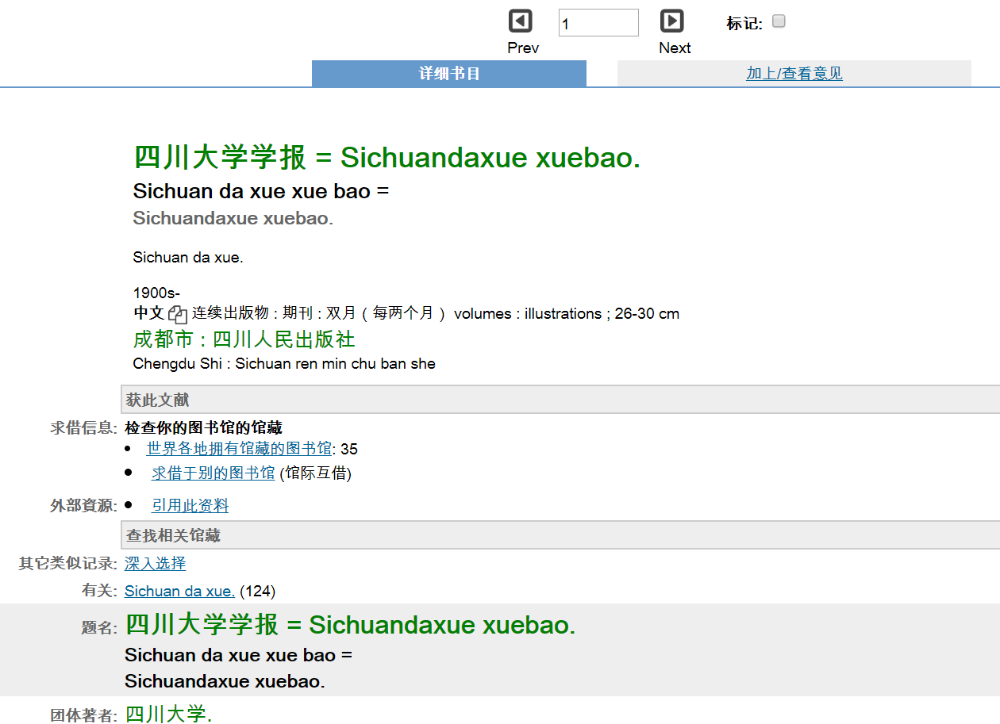 1
标记:
Prev
Next
详细书目
加上/查看意见
四川大学学报 = Sichuandaxue xuebao.
Sichuan da xue xue bao =
Sichuandaxue xuebao.
Sichuan da xue.
1900s-
中文 连续出版物 : 期刊 : 双月 ( 每两个月 ) volumes : illustrations ; 26-30 cm
成都市 : 四川人民出版社
Chengdu Shi : Sichuan ren min chu ban she
获此文献
求借信息: 检查你的图书馆的馆藏
• 世界各地拥有馆藏的图书馆: 35
• 求借于别的图书馆 (馆际互借)
外部資源: • 引用此资料
查找相关馆藏
其它类似记录: 深入选择
有关: Sichuan da xue. (124)
题名: 四川大学学报 = Sichuandaxue xuebao.
Sichuan da xue xue bao =
Sichuandaxue xuebao.
团体著者: 四川大学.